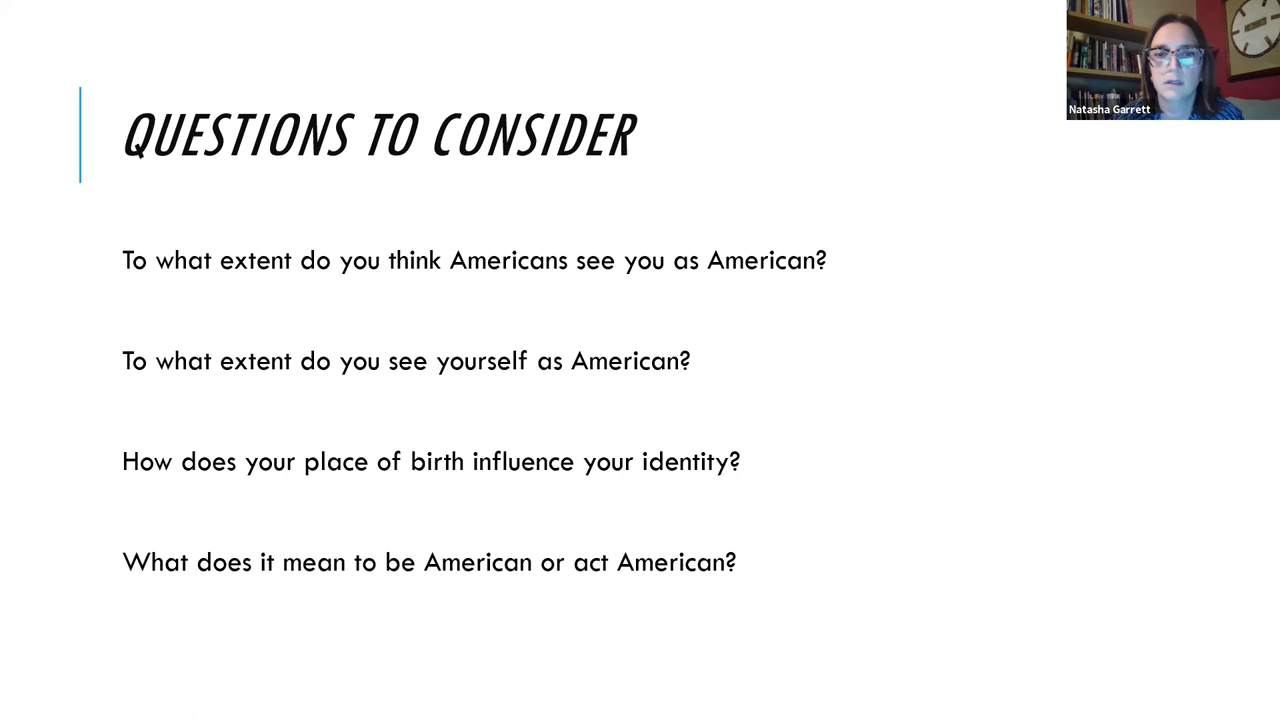 QUESTIONS TO CONSIDER
Natasha Garrett
To what extent do you think Americans see you as American?
To what extent do you see yourself as American?
How does your place of birth influence your identity?
What does it mean to be American or act American?